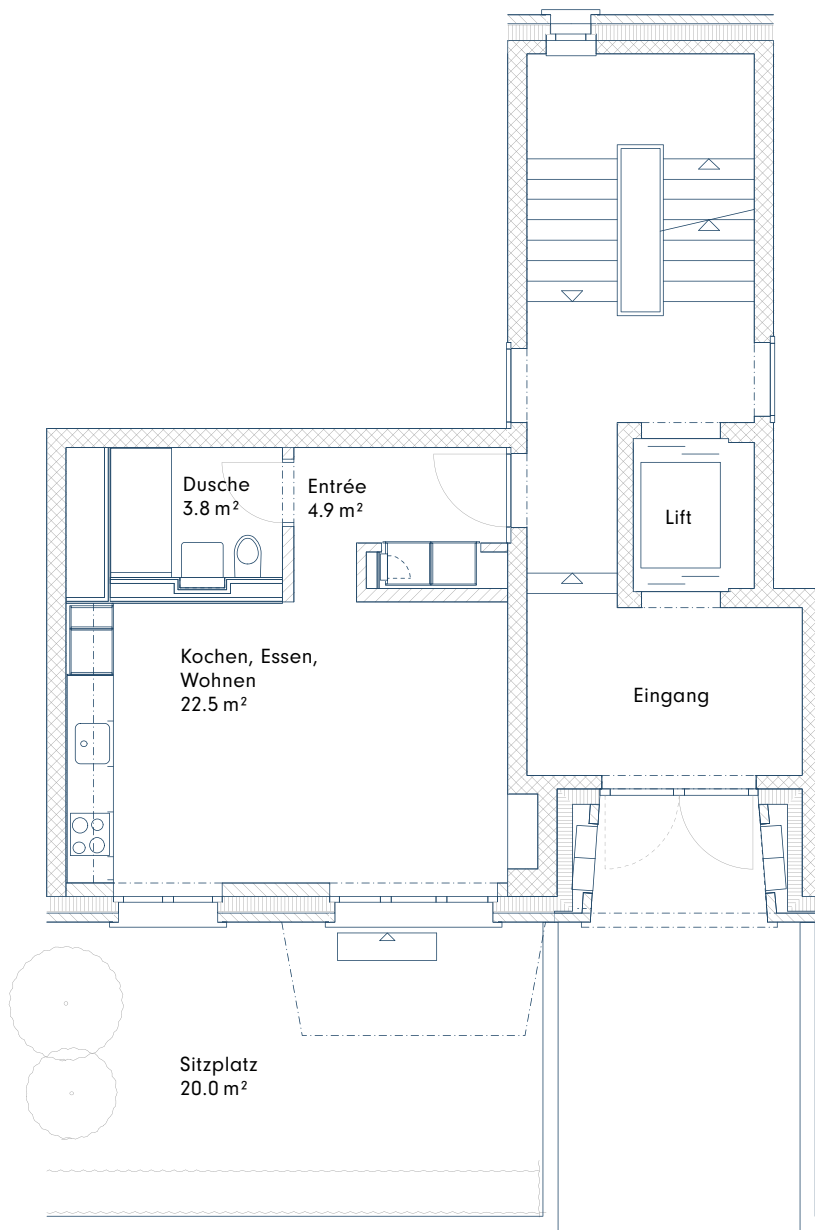 Dusche
3.8 m²
Entrée
4.9 m²
Lift
Kochen, Essen,
Wohnen
22.5 m²
Eingang
Sitzplatz
20.0 m²